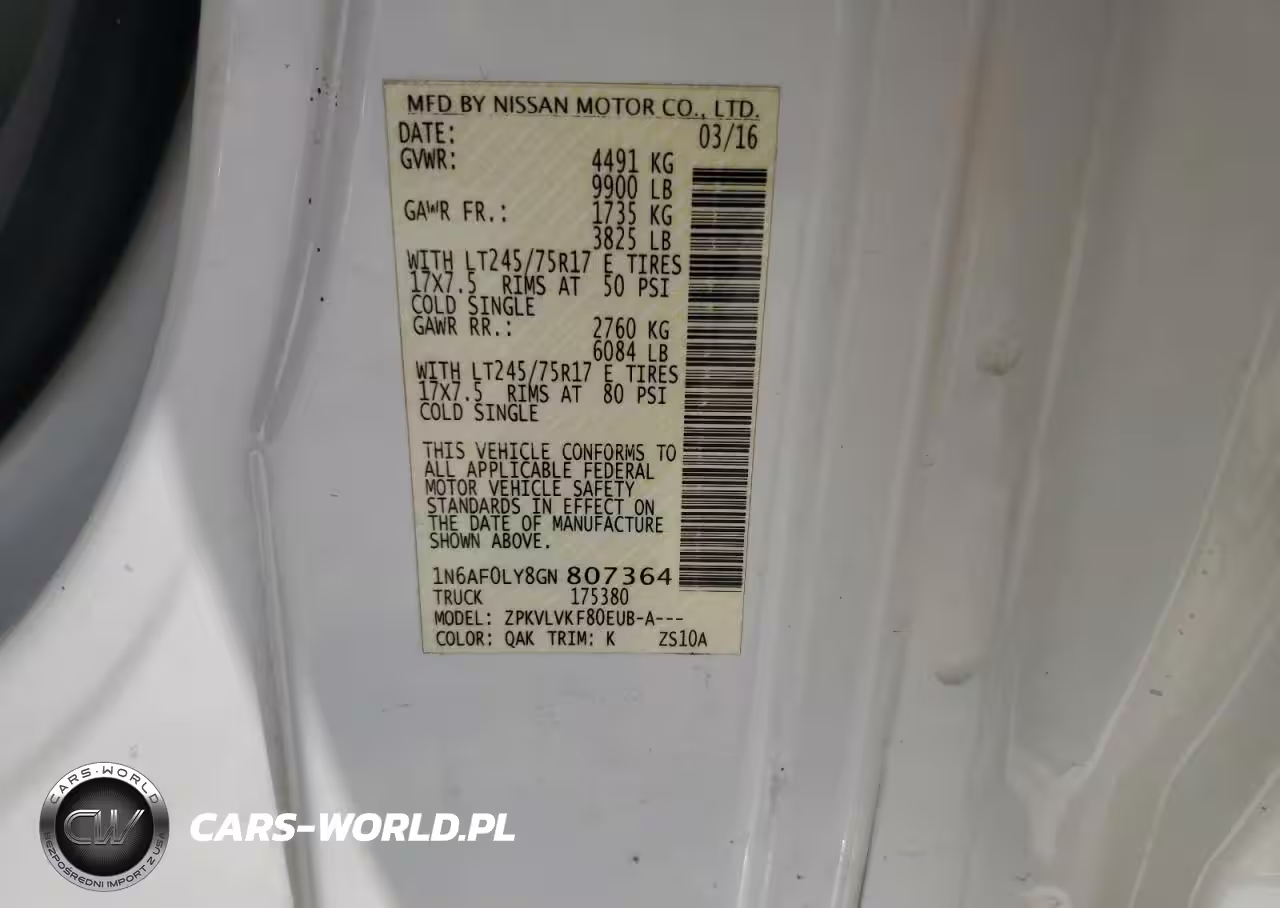 MFD BY NISSAN MOTOR CO., LTD.
DATE: 03/16
GVWR: 4491 KG
9900 LB
GAWR FR.: 1735 KG
3825 LB
WITH LT245/75R17 E TIRES
17X7.5 RIMS AT 50 PSI
COLD SINGLE
GAWR RR.: 2760 KG
6084 LB
WITH LT245/75R17 E TIRES
17X7.5 RIMS AT 80 PSI
COLD SINGLE
THIS VEHICLE CONFORMS TO
ALL APPLICABLE FEDERAL
MOTOR VEHICLE SAFETY
STANDARDS IN EFFECT ON
THE DATE OF MANUFACTURE
SHOWN ABOVE.
1N6AF0LY8GN 807364
TRUCK 175380
MODEL: ZPKVLVKF80EUB-A---
COLOR: QAK TRIM: K ZS10A
CARS-WORLD
CW
BEZPOŚREDNI IMPORT Z USA
CARS-WORLD.PL